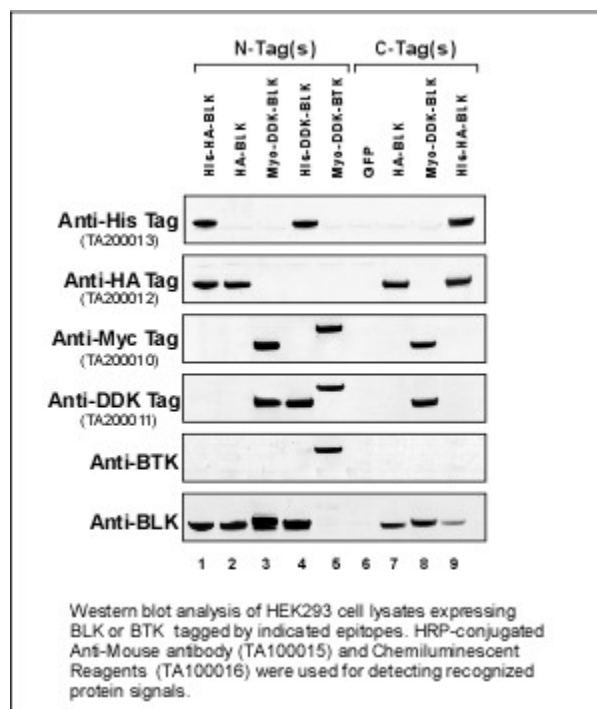 N-Tag(s) C-Tag(s)
His-HA-BLK
HA-BLK
Myo-DDK-BLK
His-DDK-BLK
Myo-DDK-BTK
GFP
HA-BLK
Myo-DDK-BLK
His-HA-BLK
Anti-His Tag
(TA200013)
Anti-HA Tag
(TA200012)
Anti-Myc Tag
(TA200010)
Anti-DDK Tag
(TA200011)
Anti-BTK
Anti-BLK
1 2 3 4 5 6 7 8 9
Western blot analysis of HEK293 cell lysates expressing
BLK or BTK tagged by indicated epitopes. HRP-conjugated
Anti-Mouse antibody (TA100015) and Chemiluminescent
Reagents (TA100016) were used for detecting recognized
protein signals.